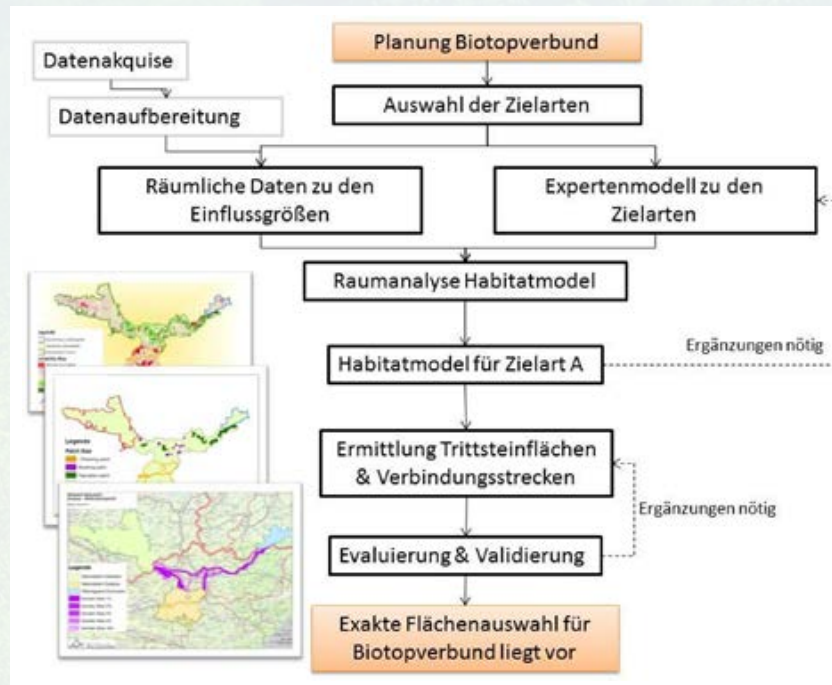 Planung Biotopverbund
Datenakquise
Datenaufbereitung
Auswahl der Zielarten
Räumliche Daten zu den
Einflussgrößen
Expertenmodell zu den
Zielarten
Raumanalyse Habitatmodel
Habitatmodel für Zielart A
Ergänzungen nötig
Ermittlung Trittsteinflächen
& Verbindungsstrecken
Ergänzungen nötig
Evaluierung & Validierung
Exakte Flächenauswahl für
Biotopverbund liegt vor
Legende
Legende